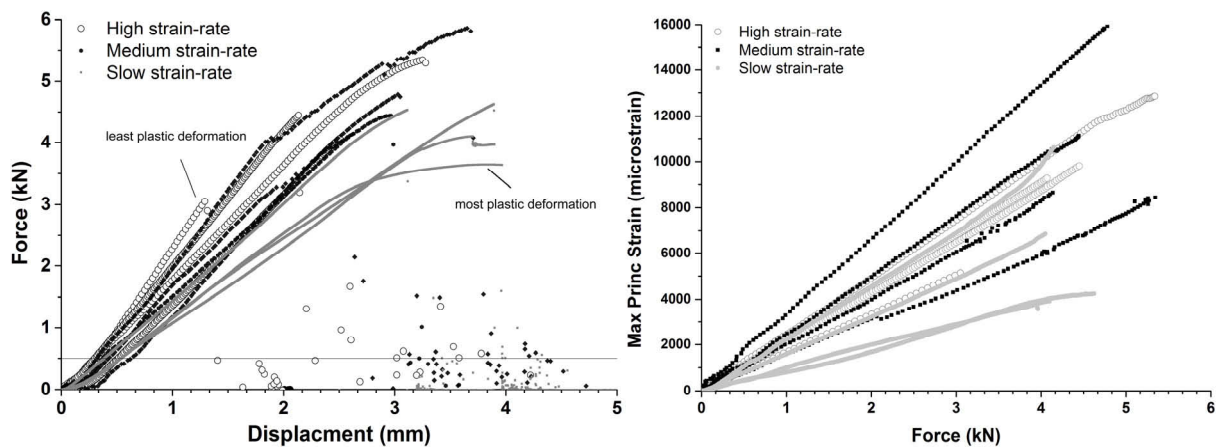 High strain-rate
Medium strain-rate
Slow strain-rate
least plastic deformation
most plastic deformation
Force (kN)
6
5
4
3
2
1
0
0 1 2 3 4 5
Displacment (mm)
High strain-rate
Medium strain-rate
Slow strain-rate
Max Princ Strain (microstrain)
16000
14000
12000
10000
8000
6000
4000
2000
0
0 1 2 3 4 5 6
Force (kN)